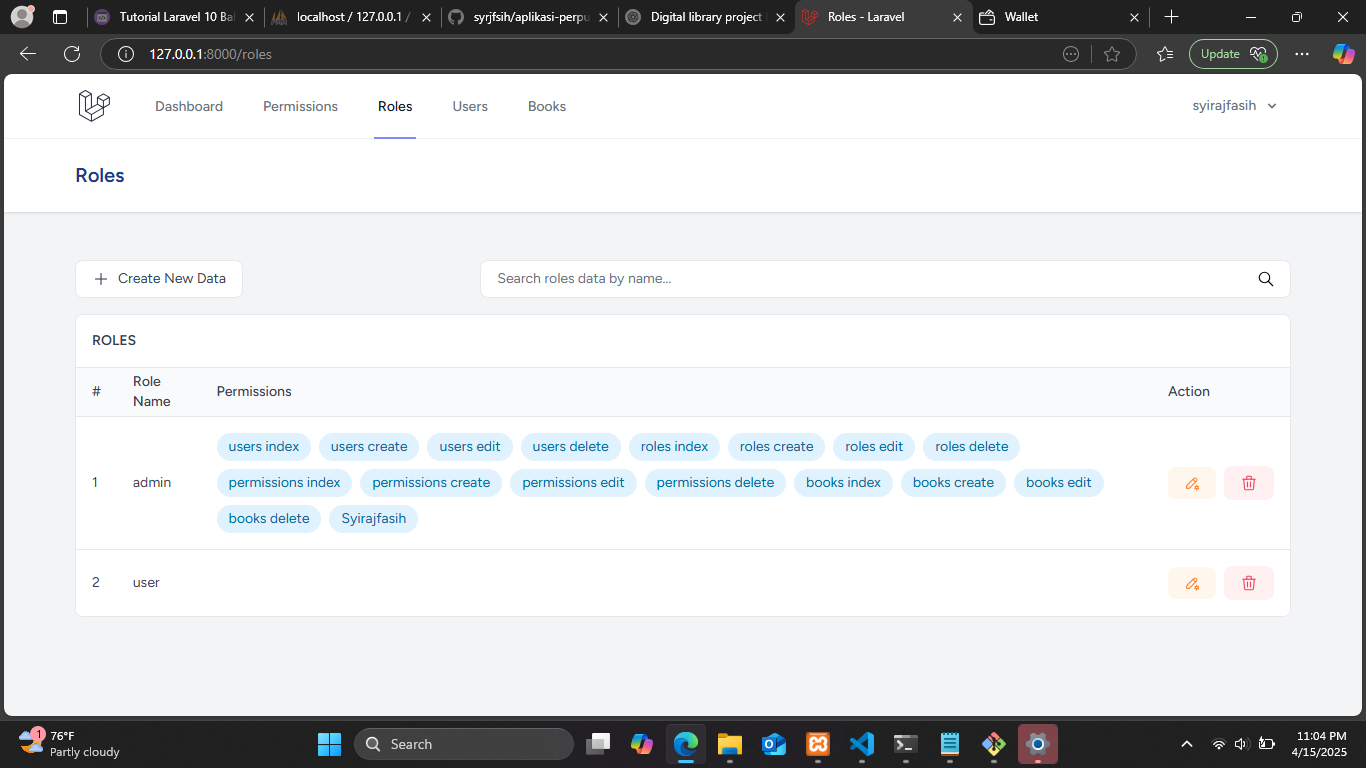 Tutorial Laravel 10 Ba
localhost / 127.0.0.1 /
syrjfsih/aplikasi-perpu
Digital library project
Roles - Laravel
Wallet
127.0.0.1:8000/roles
Update
Dashboard
Permissions
Roles
Users
Books
syirajfasih
Roles
Create New Data
Search roles data by name...
ROLES
# Role Name Permissions Action
users index users create users edit users delete roles index roles create roles edit roles delete
1 admin permissions index permissions create permissions edit permissions delete books index books create books edit
books delete Syirajfasih
2 user
1
76°F
Partly cloudy
Search
11:04 PM
4/15/2025